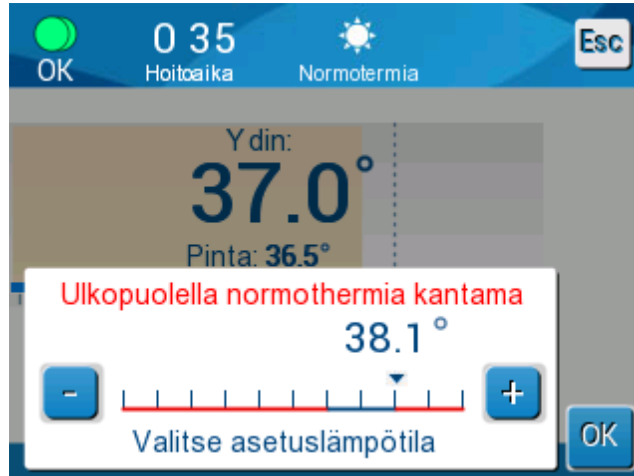 OK
0 35
Hoitoaika
Normotermia
Esc
Ydin:
37.0°
Pinta: 36.5°
Ulkopuolella normothermia kantama
38.1°
-
+
Valitse asetuslämpötila
OK